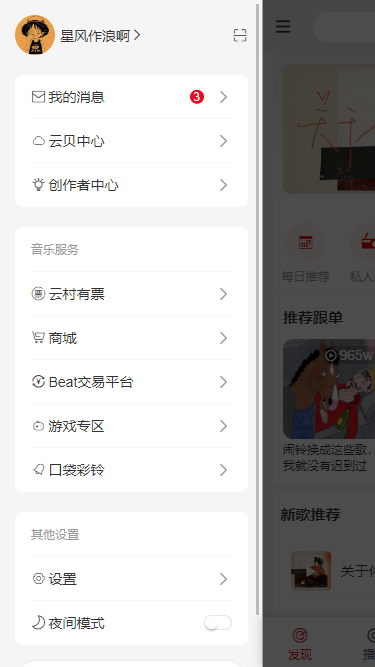 星风作浪啊
我的消息 3
云贝中心
创作者中心
音乐服务
云村有票
商城
Beat交易平台
游戏专区
口袋彩铃
其他设置
设置
夜间模式
每日推荐
私人
推荐跟单
965w
闹铃换成这些歌，
我就没有迟到过
新歌推荐
关于
发现